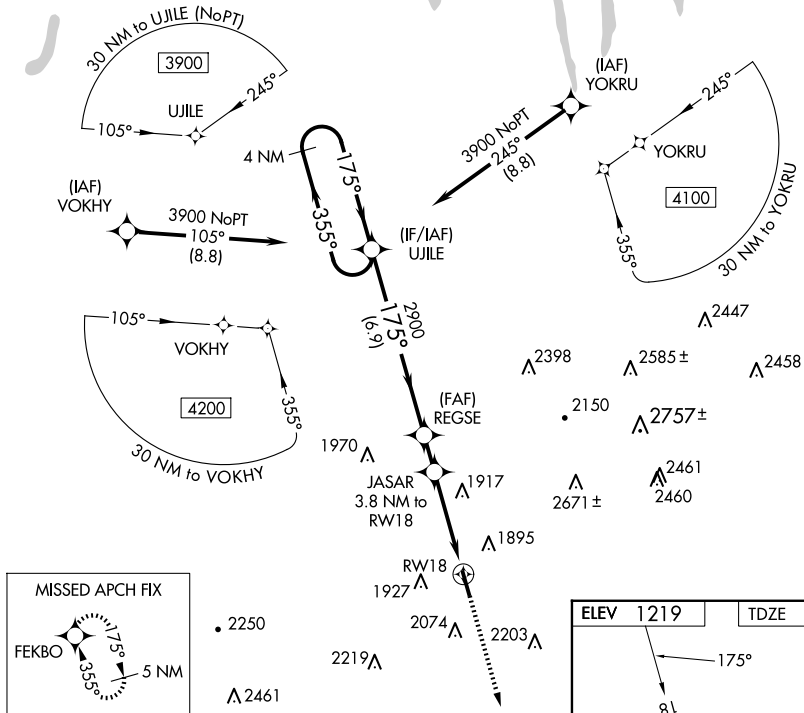 30 NM to UJILE (NoPT)
3900
245°
UJILE
105°
(IAF)
YOKRU
3900 NoPT
245°
(8.8)
245°
YOKRU
4100
355°
30 NM to YOKRU
4 NM
175°
355°
(IAF)
VOKHY
3900 NoPT
105°
(8.8)
(IF/IAF)
UJILE
2900
175°
(6.9)
105°
VOKHY
4200
355°
30 NM to VOKHY
2447
2398
2585 ±
2458
2150
2757 ±
(FAF)
REGSE
1970
JASAR
3.8 NM to
RW18
1917
2671 ±
2461
2460
1895
RW18
1927
2074
2203
2250
2219
2461
MISSED APCH FIX
FEKBO
175°
355°
5 NM
ELEV 1219
TDZE
175°
18